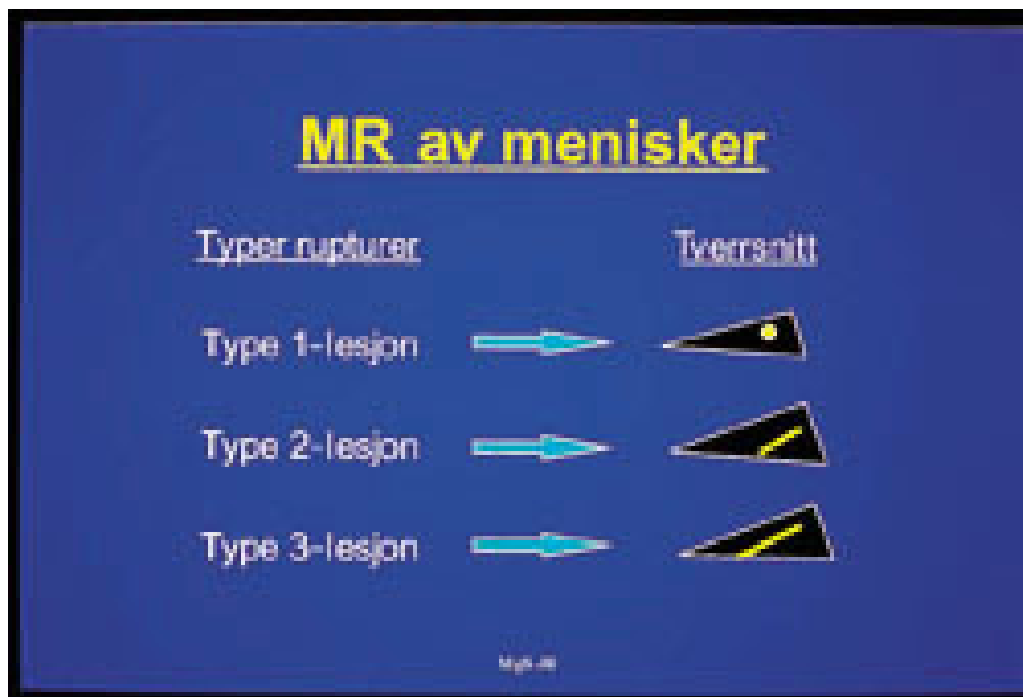 MR av menisker
Typer rupturer Tverrsnitt
Type 1-lesjon
Type 2-lesjon
Type 3-lesjon